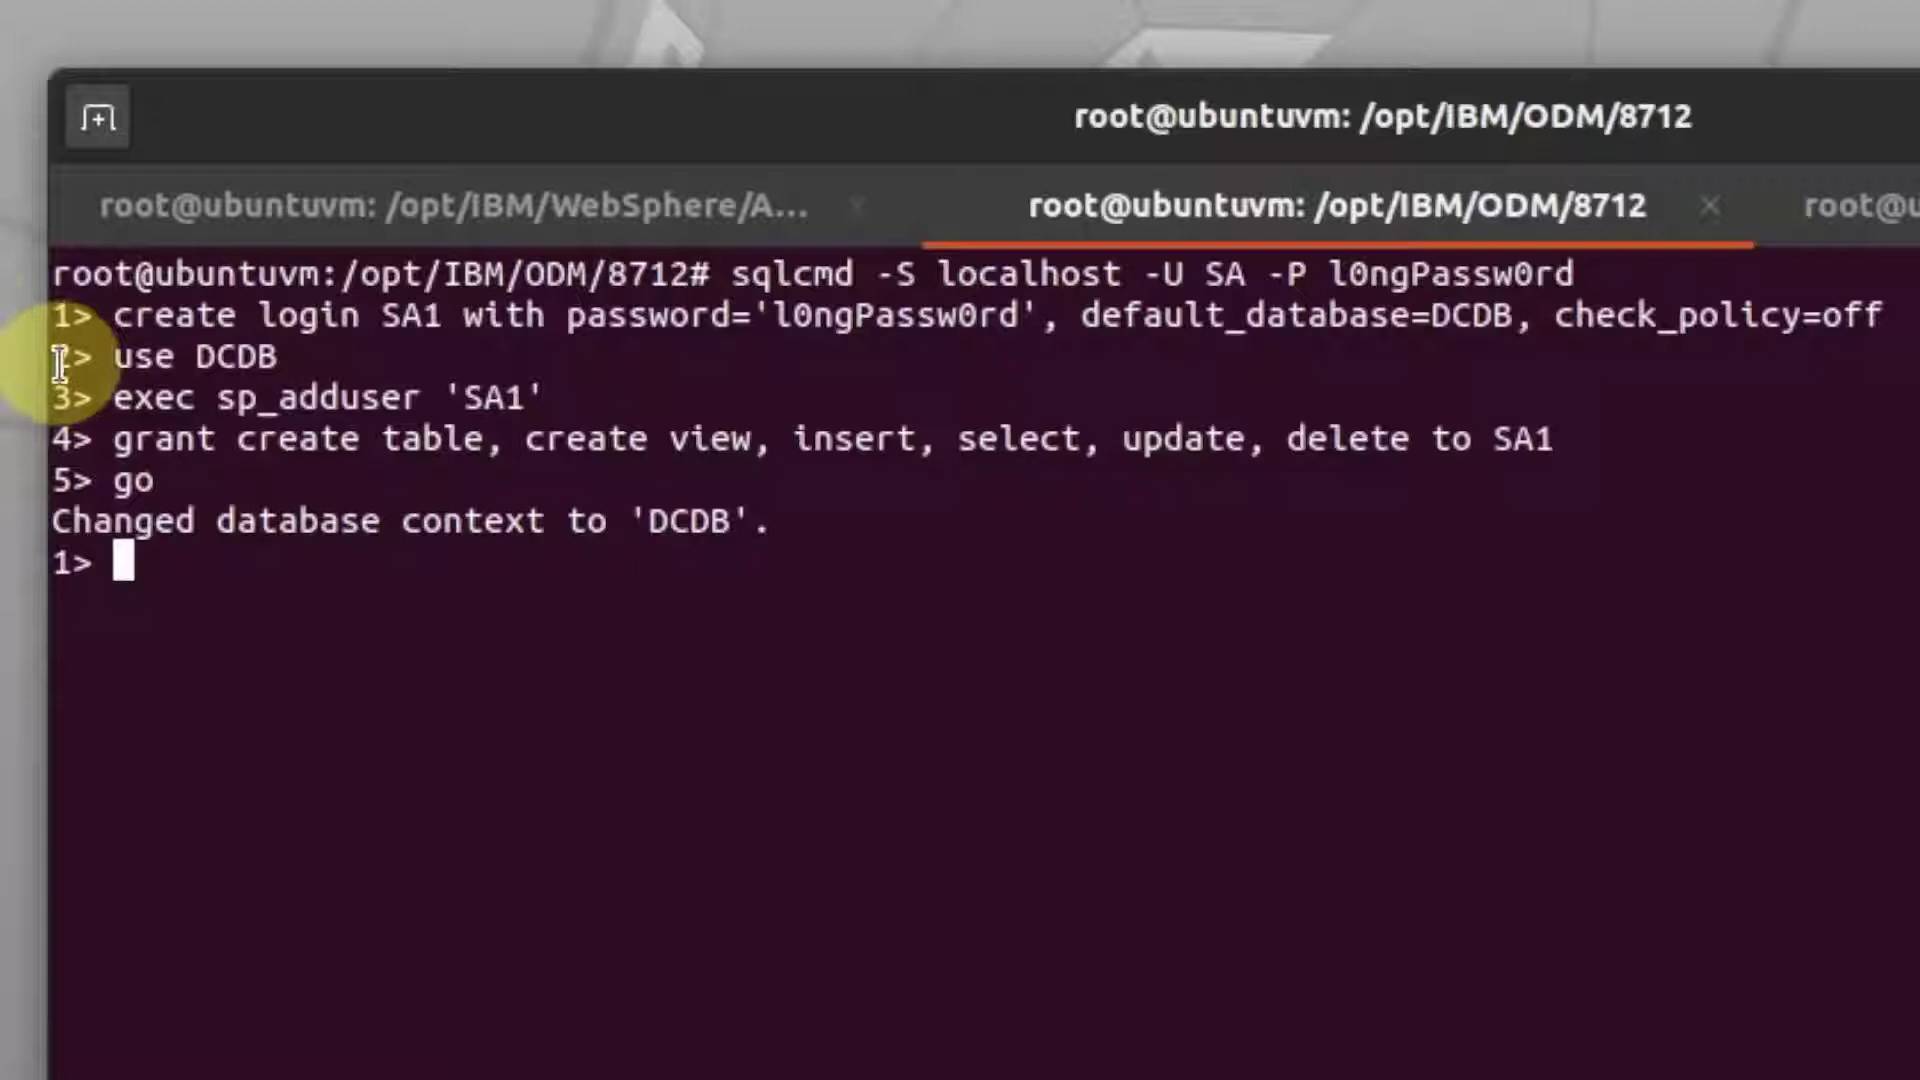 root@ubuntuvm: /opt/IBM/ODM/8712
root@ubuntuvm: /opt/IBM/WebSphere/A... root@ubuntuvm: /opt/IBM/ODM/8712 root@u
root@ubuntuvm:/opt/IBM/ODM/8712# sqlcmd -S localhost -U SA -P l0ngPassw0rd
1> create login SA1 with password='l0ngPassw0rd', default_database=DCDB, check_policy=off
2> use DCDB
3> exec sp_adduser 'SA1'
4> grant create table, create view, insert, select, update, delete to SA1
5> go
Changed database context to 'DCDB'.
1>